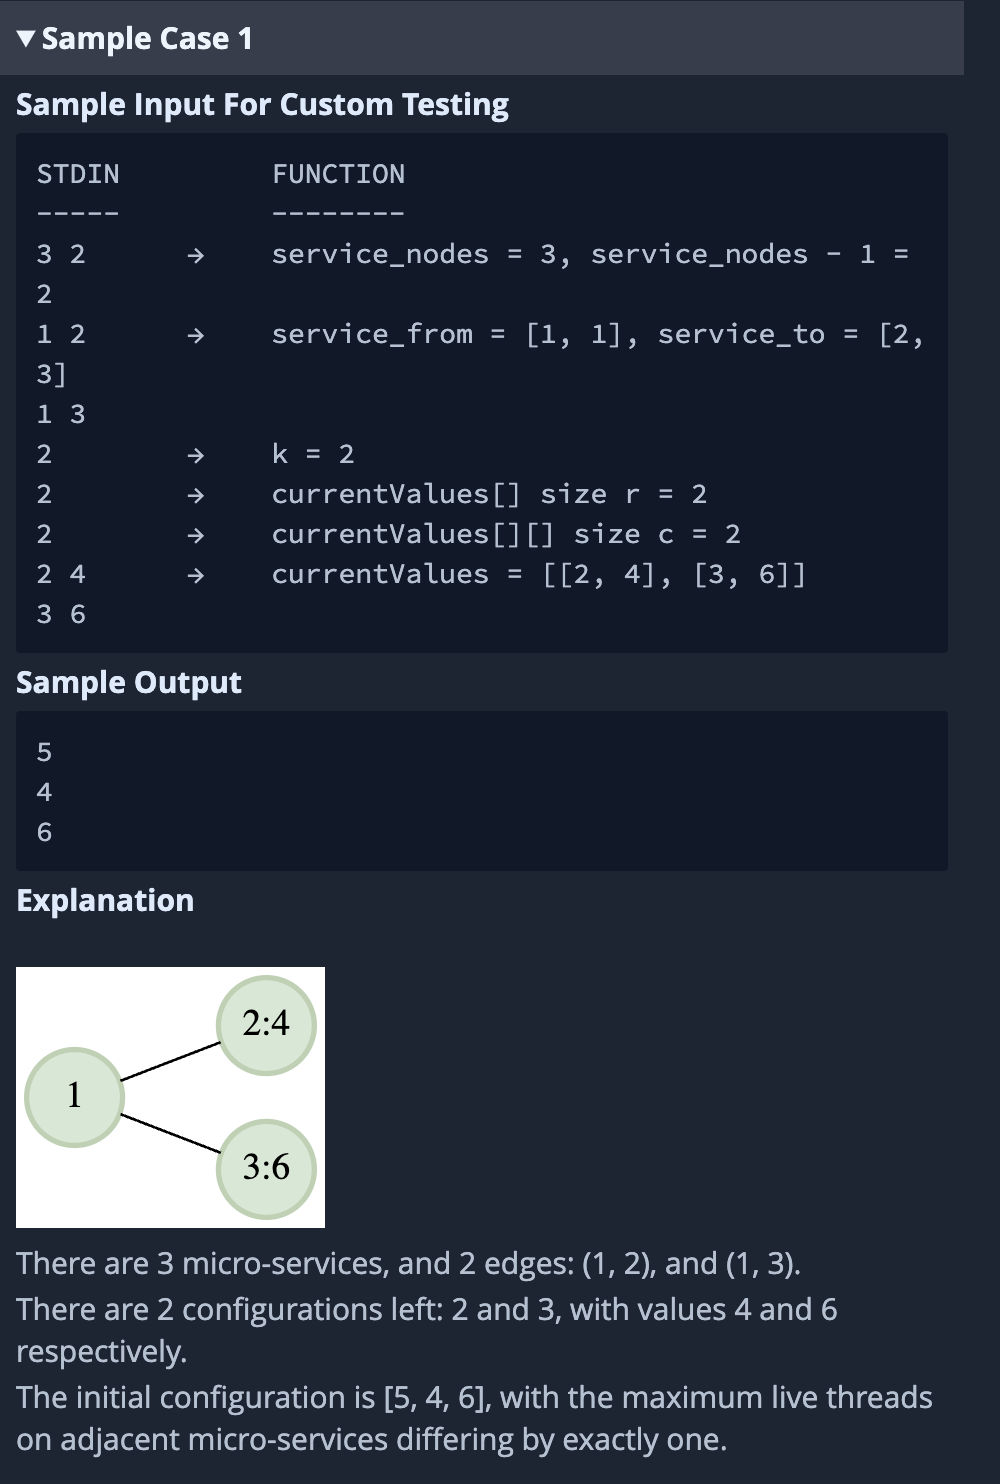 ▼ Sample Case 1
Sample Input For Custom Testing
STDIN FUNCTION
----- --------
3 2 → service_nodes = 3, service_nodes - 1 =
2
1 2 → service_from = [1, 1], service_to = [2,
3]
1 3
2 → k = 2
2 → currentValues[] size r = 2
2 → currentValues[][] size c = 2
2 4 → currentValues = [[2, 4], [3, 6]]
3 6
Sample Output
5
4
6
Explanation
2:4
1
3:6
There are 3 micro-services, and 2 edges: (1, 2), and (1, 3).
There are 2 configurations left: 2 and 3, with values 4 and 6
respectively.
The initial configuration is [5, 4, 6], with the maximum live threads
on adjacent micro-services differing by exactly one.